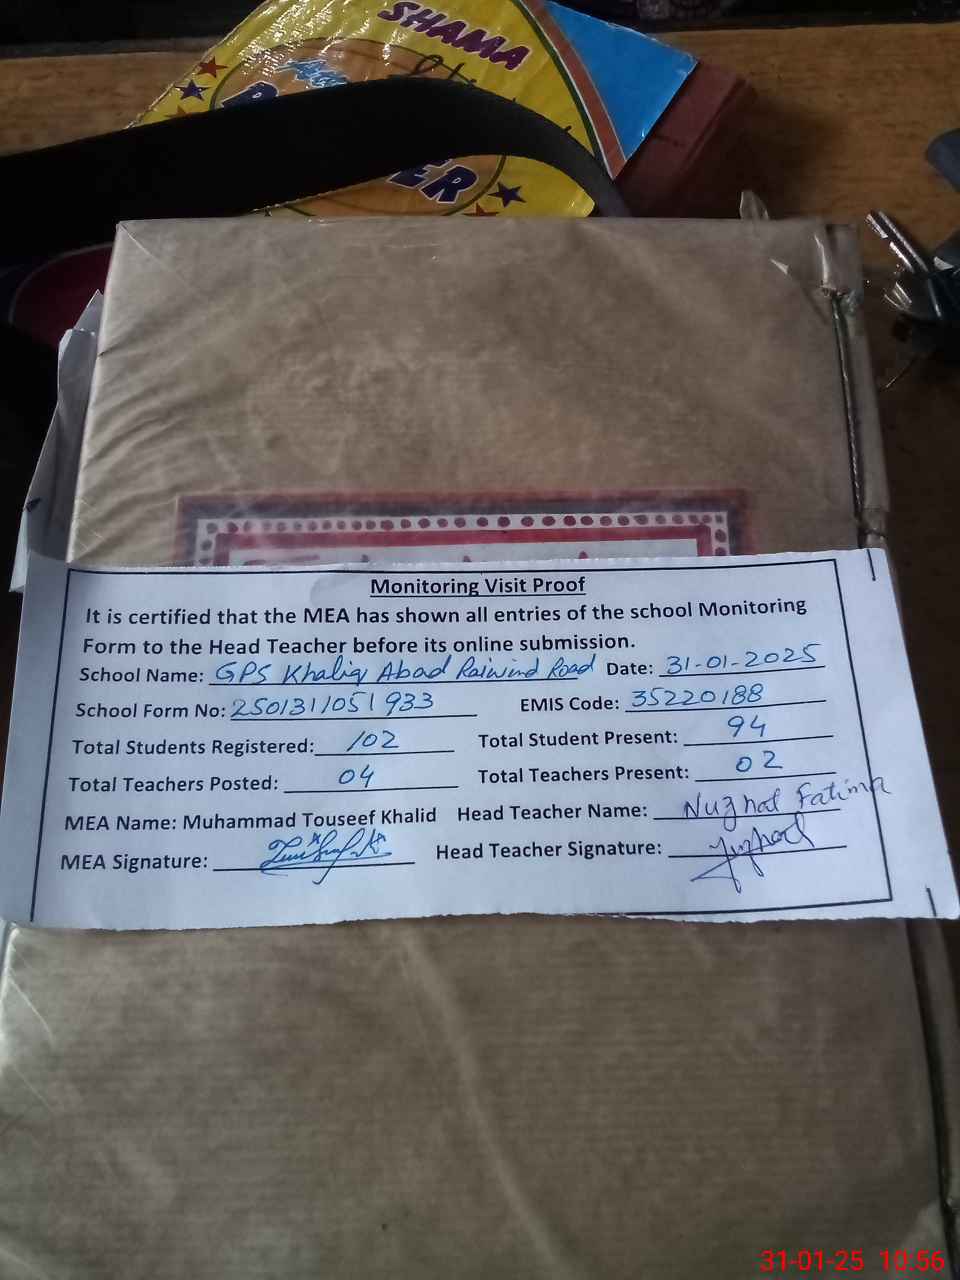 SHAMA
Monitoring Visit Proof
It is certified that the MEA has shown all entries of the school Monitoring
Form to the Head Teacher before its online submission.
School Name: GPS Khaliq Abad Raiwind Road Date: 31-01-2025
School Form No: 250131105 1933 EMIS Code: 35220188
Total Students Registered: 102 Total Student Present: 94
Total Teachers Posted: 04 Total Teachers Present: 02
MEA Name: Muhammad Touseef Khalid Head Teacher Name: Nuzhat Fatima
MEA Signature: Head Teacher Signature:
31-01-25 10:56